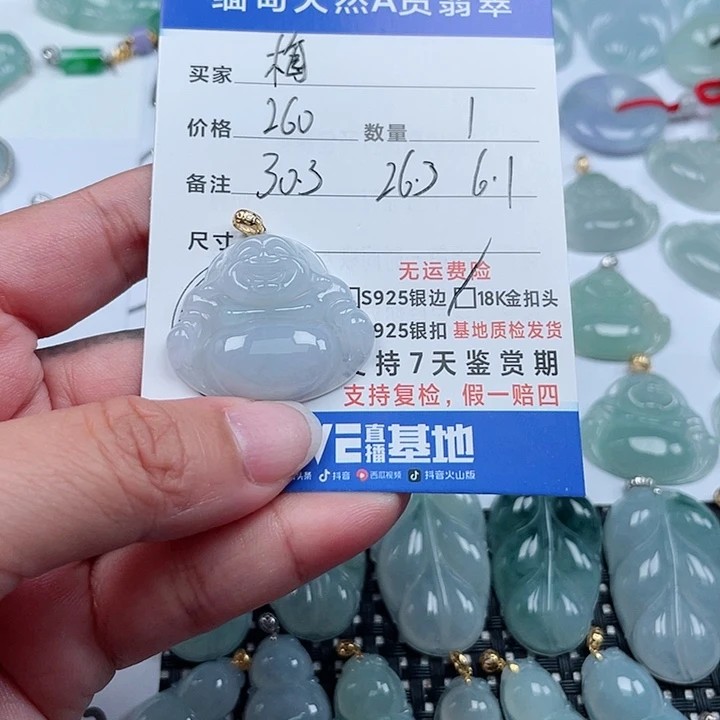 缅甸天然A货翡翠
买家 梅
价格 260 数量 1
备注 30.3 26.3 6.1
尺寸
无运费险
S925银边 18K金扣头
925银扣 基地质检发货
支持7天鉴赏期
支持复检，假一赔四
VE直播基地
头条 抖音 西瓜视频 抖音火山版